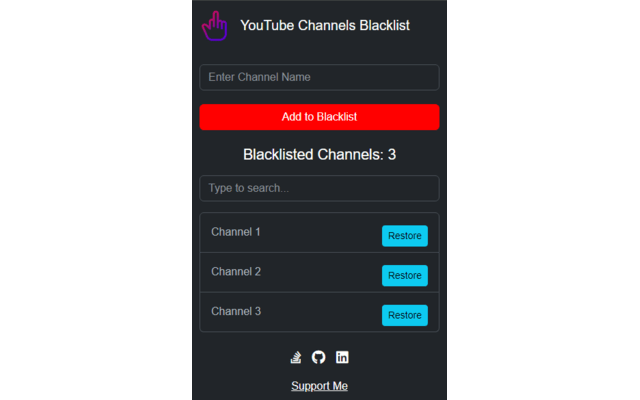 YouTube Channels Blacklist
Enter Channel Name
Add to Blacklist
Blacklisted Channels: 3
Type to search...
Channel 1
Restore
Channel 2
Restore
Channel 3
Restore
Support Me